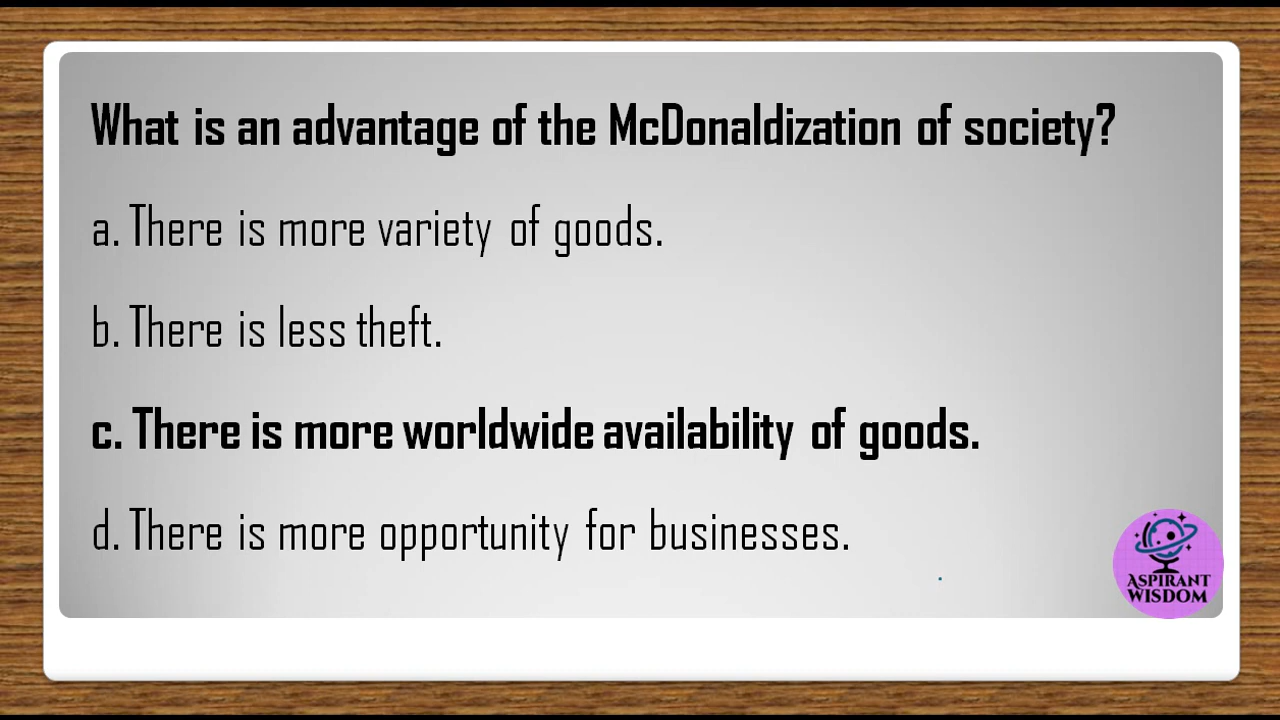 What is an advantage of the McDonaldization of society?
a. There is more variety of goods.
b. There is less theft.
c. There is more worldwide availability of goods.
d. There is more opportunity for businesses.
ASPIRANT
WISDOM